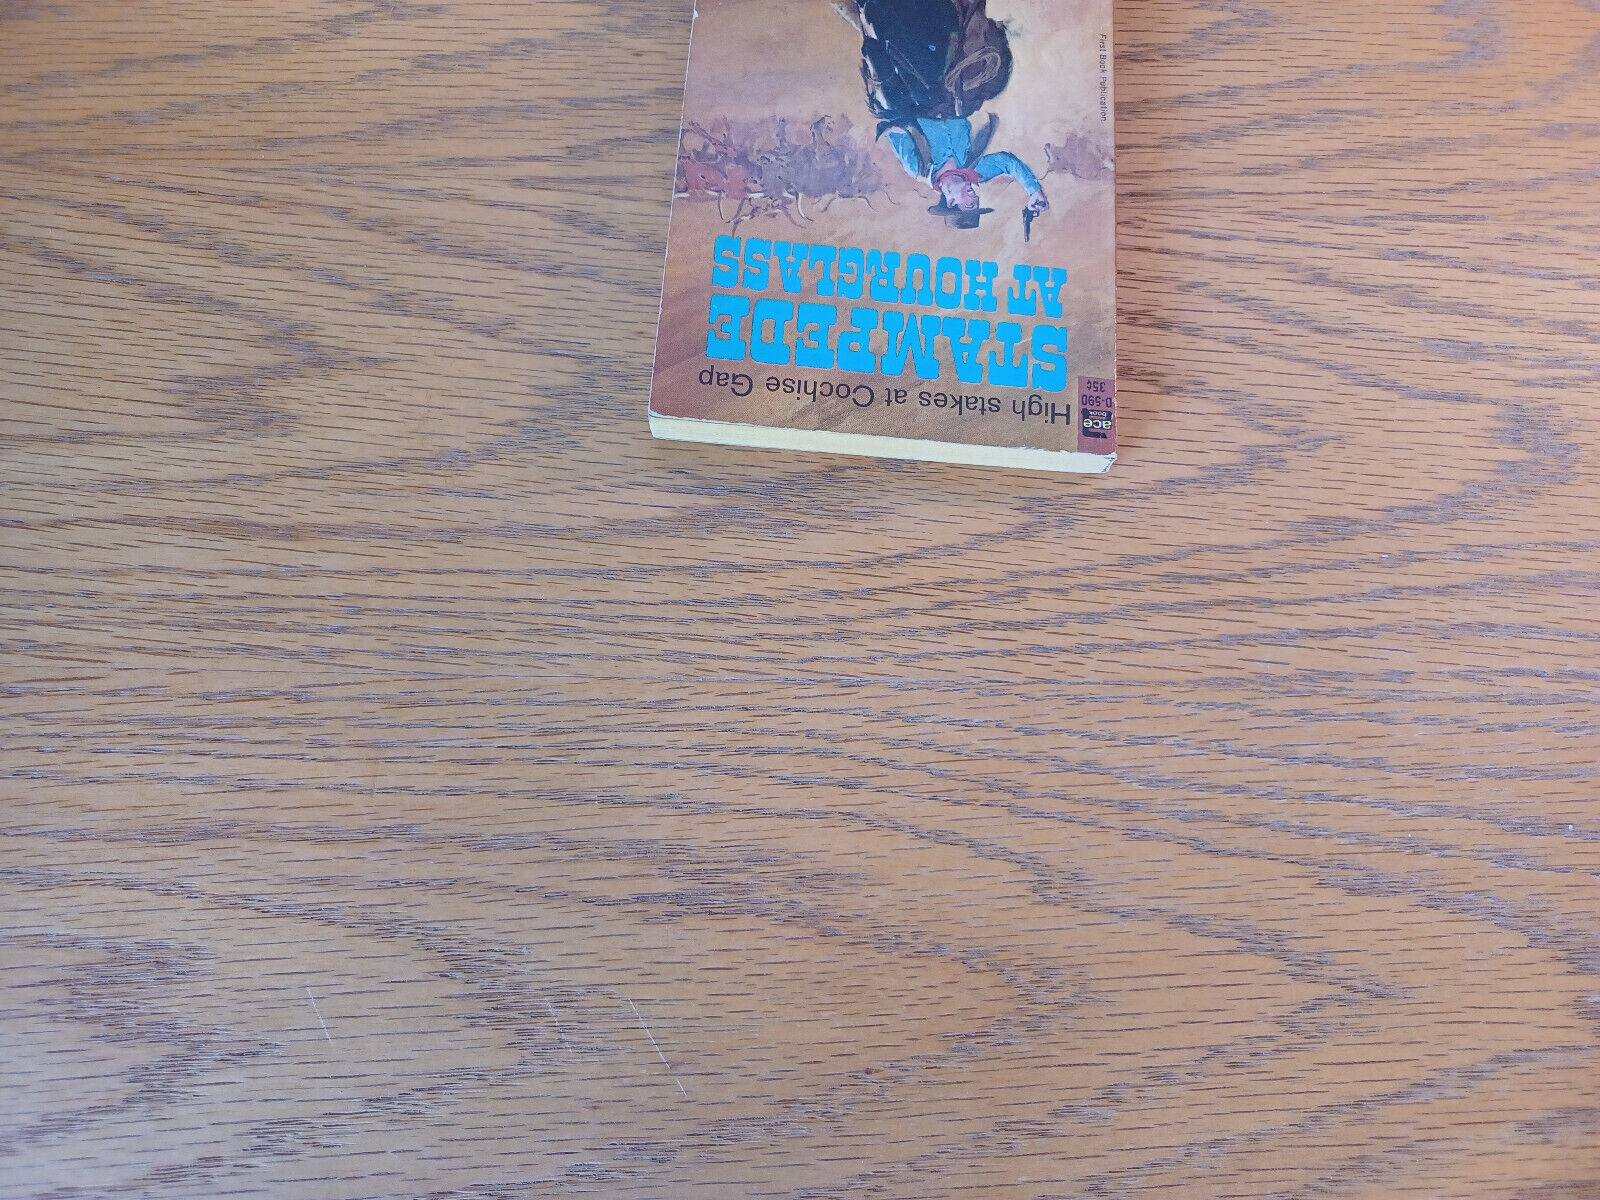 ace
book
D-590
35¢
High stakes at Cochise Gap
STAMPEDE
AT HOURGLASS
First Book Publication